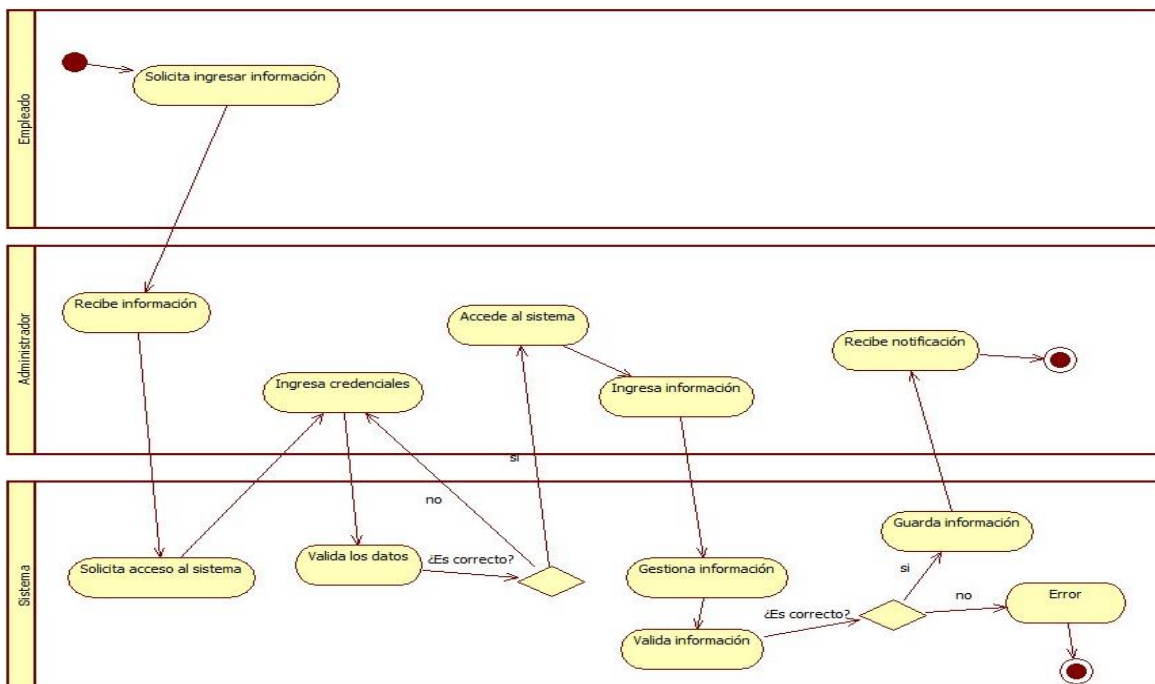 Empleado
Solicita ingresar información
Administrador
Recibe información
Accede al sistema
Recibe notificación
Ingresa credenciales
Ingresa información
si
Sistema
no
Guarda información
Valida los datos
¿Es correcto?
Solicita acceso al sistema
Gestiona información
si
no
Error
¿Es correcto?
Valida información